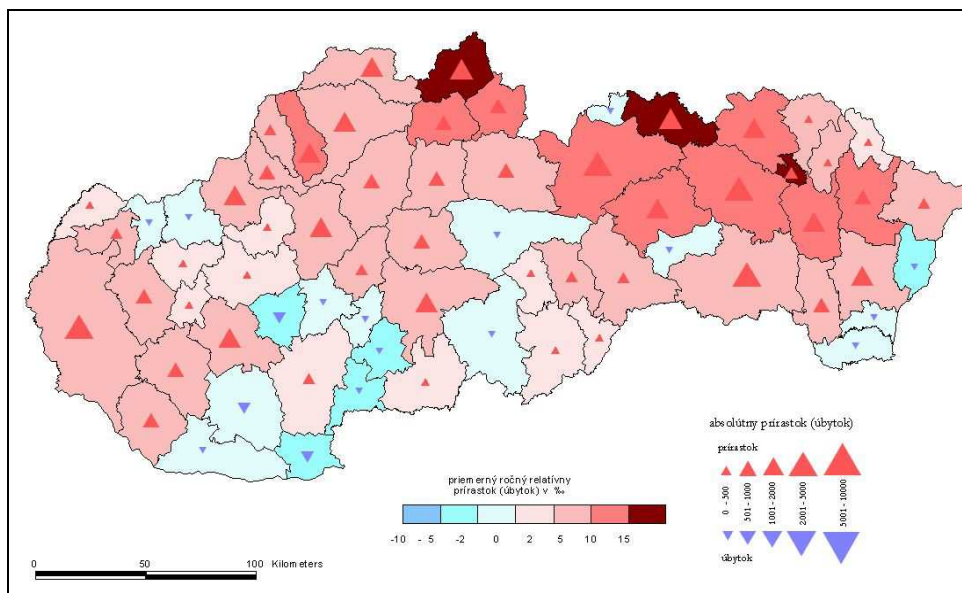 absolútny prírastok (úbytok)
prírastok
0 - 500
501 - 1000
1001 - 2000
2001 - 5000
5001 - 10000
úbytok
priemerný ročný relatívny
prírastok (úbytok) v ‰
-10 - 5 -2 0 2 5 10 15
0 50 100 Kilometers